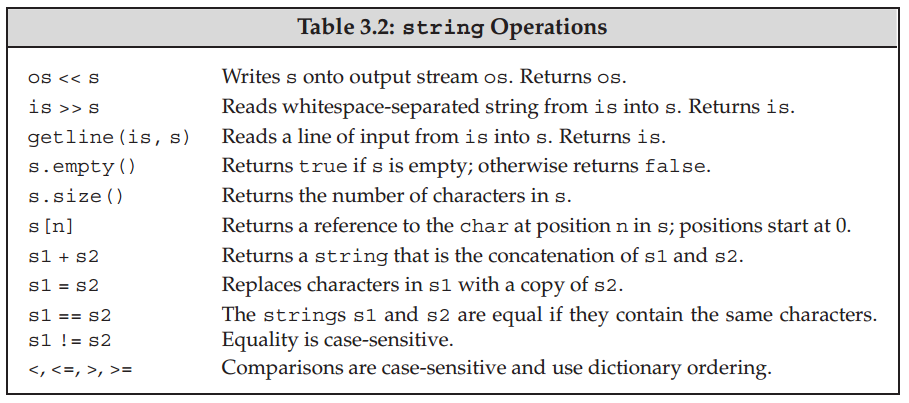 Table 3.2: string Operations
os << s Writes s onto output stream os. Returns os.
is >> s Reads whitespace-separated string from is into s. Returns is.
getline(is, s) Reads a line of input from is into s. Returns is.
s.empty() Returns true if s is empty; otherwise returns false.
s.size() Returns the number of characters in s.
s[n] Returns a reference to the char at position n in s; positions start at 0.
s1 + s2 Returns a string that is the concatenation of s1 and s2.
s1 = s2 Replaces characters in s1 with a copy of s2.
s1 == s2 The strings s1 and s2 are equal if they contain the same characters.
s1 != s2 Equality is case-sensitive.
<, <=, >, >= Comparisons are case-sensitive and use dictionary ordering.